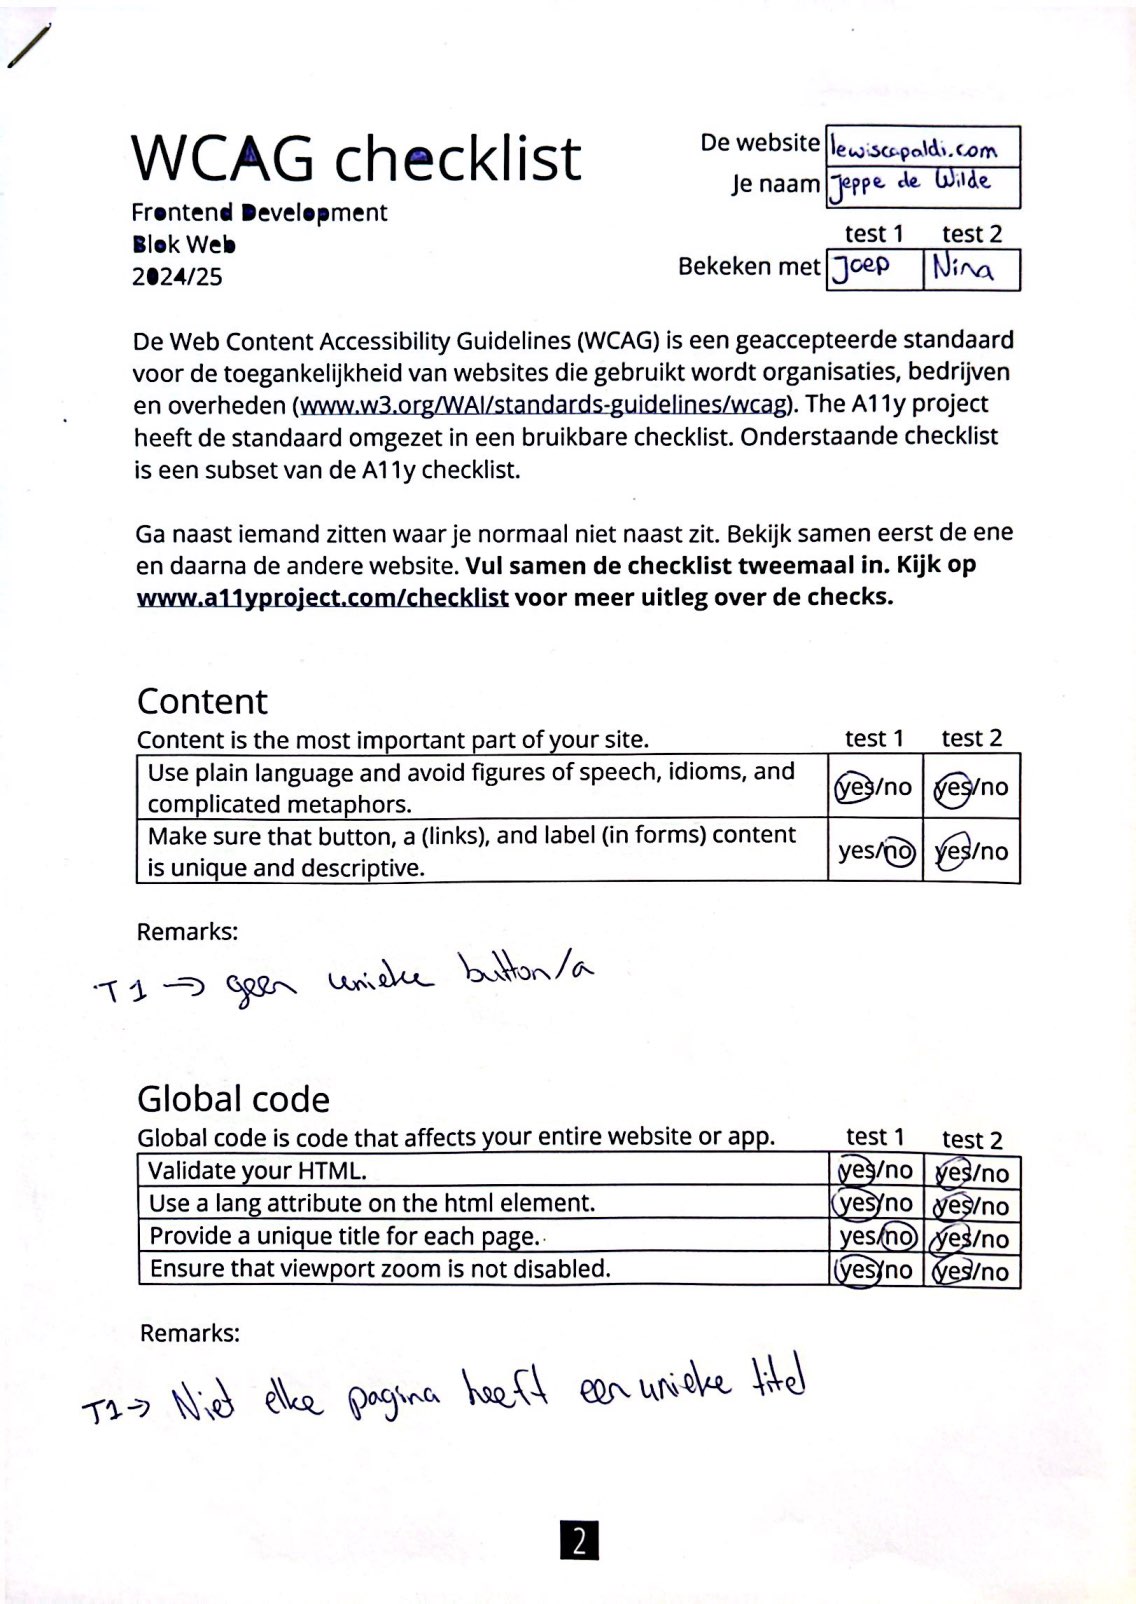 WCAG checklist
Frontend Development
Blok Web
2024/25
De website lewiscapaldi.com
Je naam Jeppe de Wilde
test 1 test 2
Bekeken met Joep Nina
De Web Content Accessibility Guidelines (WCAG) is een geaccepteerde standaard
voor de toegankelijkheid van websites die gebruikt wordt organisaties, bedrijven
en overheden (www.w3.org/WAI/standards-guidelines/wcag). The A11y project
heeft de standaard omgezet in een bruikbare checklist. Onderstaande checklist
is een subset van de A11y checklist.
Ga naast iemand zitten waar je normaal niet naast zit. Bekijk samen eerst de ene
en daarna de andere website. Vul samen de checklist tweemaal in. Kijk op
www.a11yproject.com/checklist voor meer uitleg over de checks.
Content
Content is the most important part of your site. test 1 test 2
Use plain language and avoid figures of speech, idioms, and
complicated metaphors. yes/no yes/no
Make sure that button, a (links), and label (in forms) content
is unique and descriptive. yes/no yes/no
Remarks:
T1 → geen unieke button/a
Global code
Global code is code that affects your entire website or app. test 1 test 2
Validate your HTML. yes/no yes/no
Use a lang attribute on the html element. yes/no yes/no
Provide a unique title for each page. yes/no yes/no
Ensure that viewport zoom is not disabled. yes/no yes/no
Remarks:
T1→ Niet elke pagina heeft een unieke titel
2